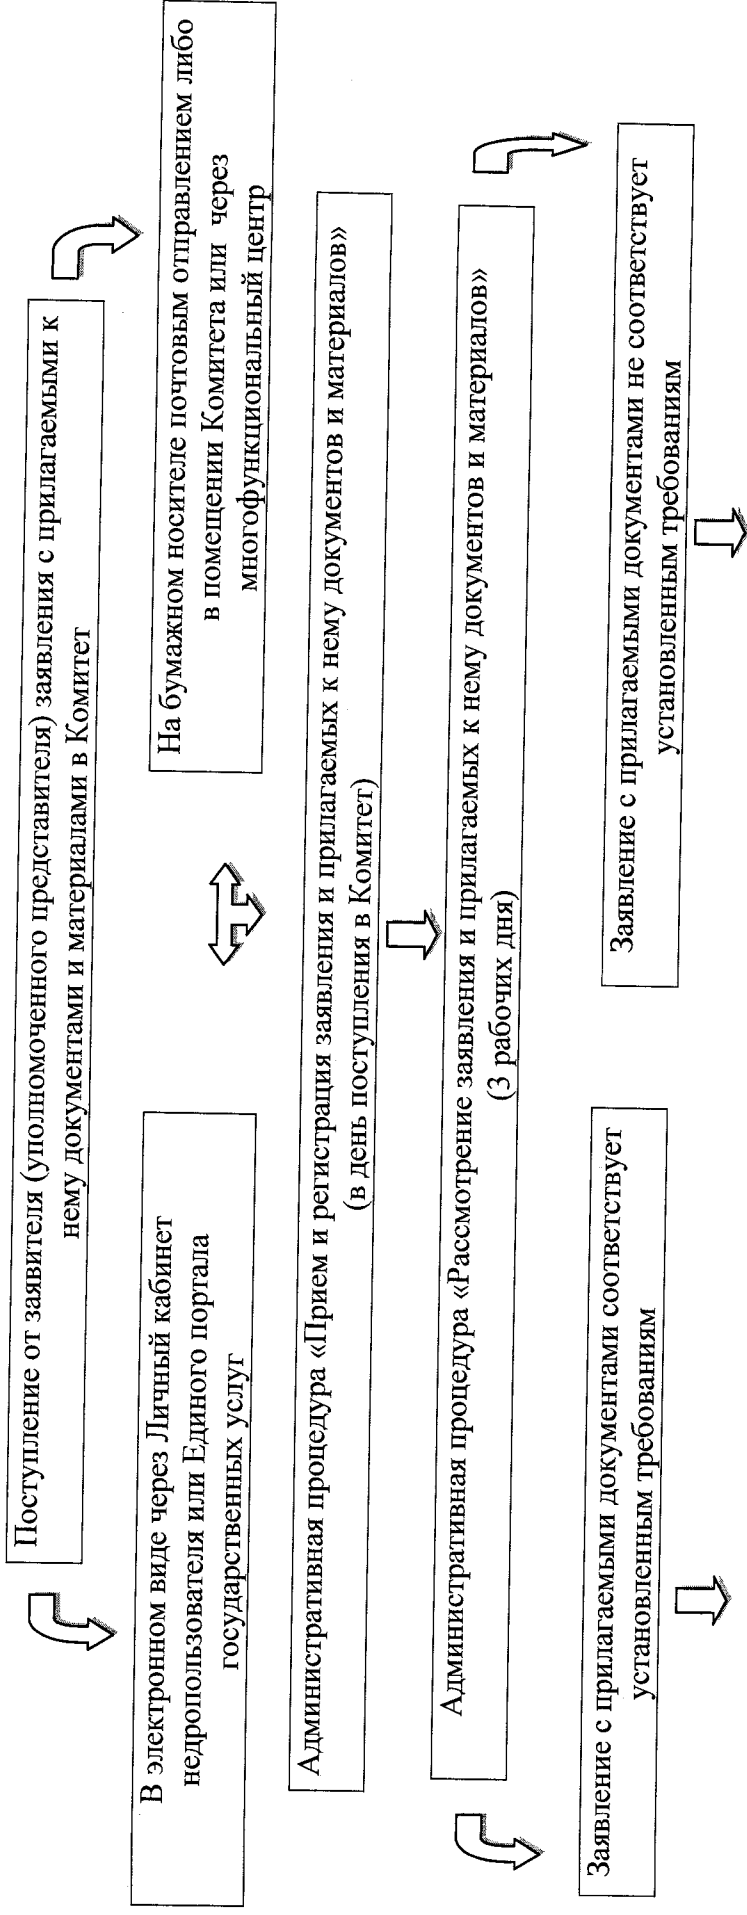 Поступление от заявителя (уполномоченного представителя) заявления с прилагаемыми к
нему документами и материалами в Комитет
В электронном виде через Личный кабинет
недропользователя или Единого портала
государственных услуг
На бумажном носителе почтовым отправлением либо
в помещении Комитета или через
многофункциональный центр
Административная процедура «Прием и регистрация заявления и прилагаемых к нему документов и материалов»
(в день поступления в Комитет)
Административная процедура «Рассмотрение заявления и прилагаемых к нему документов и материалов»
(3 рабочих дня)
Заявление с прилагаемыми документами соответствует
установленным требованиям
Заявление с прилагаемыми документами не соответствует
установленным требованиям